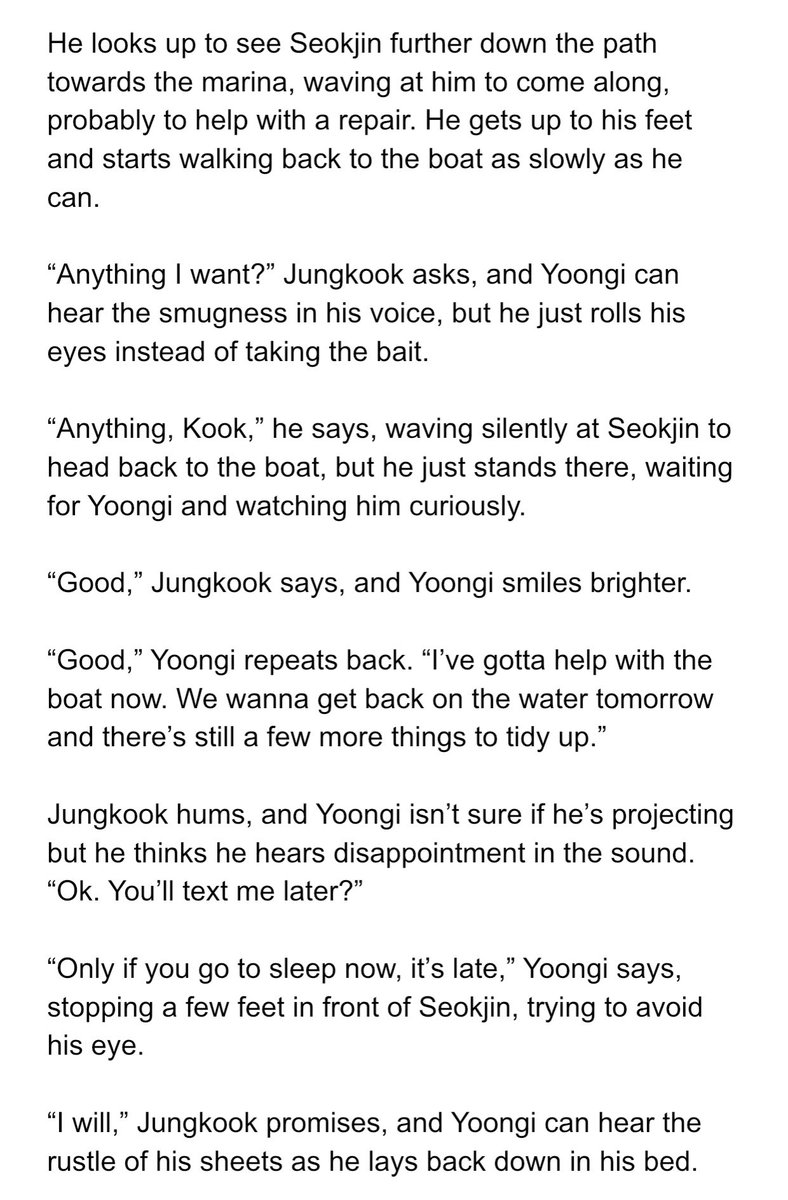 He looks up to see Seokjin further down the path
towards the marina, waving at him to come along,
probably to help with a repair. He gets up to his feet
and starts walking back to the boat as slowly as he
can.
“Anything I want?” Jungkook asks, and Yoongi can
hear the smugness in his voice, but he just rolls his
eyes instead of taking the bait.
“Anything, Kook,” he says, waving silently at Seokjin to
head back to the boat, but he just stands there, waiting
for Yoongi and watching him curiously.
“Good,” Jungkook says, and Yoongi smiles brighter.
“Good,” Yoongi repeats back. “I’ve gotta help with the
boat now. We wanna get back on the water tomorrow
and there’s still a few more things to tidy up.”
Jungkook hums, and Yoongi isn’t sure if he’s projecting
but he thinks he hears disappointment in the sound.
“Ok. You’ll text me later?”
“Only if you go to sleep now, it’s late,” Yoongi says,
stopping a few feet in front of Seokjin, trying to avoid
his eye.
“I will,” Jungkook promises, and Yoongi can hear the
rustle of his sheets as he lays back down in his bed.